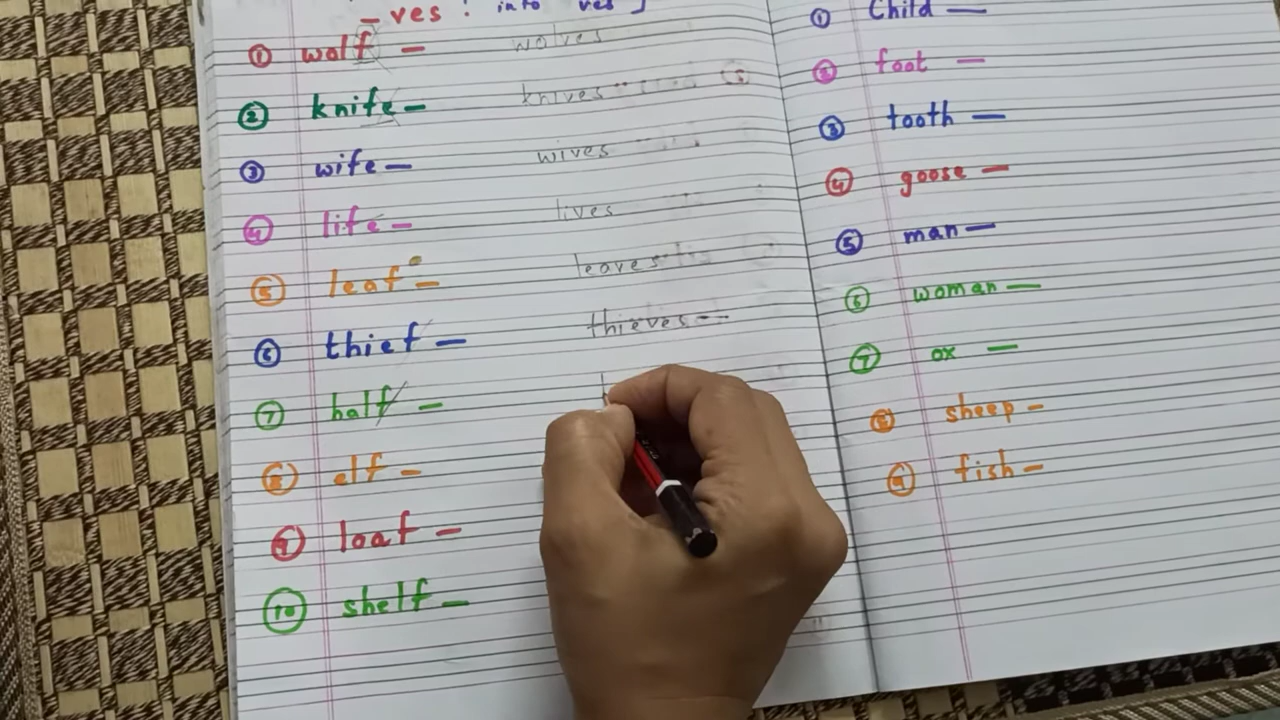 - ves : into "ves"
① wolf - wolves
② knife - knives
③ wife - wives
④ life - lives
⑤ leaf - leaves
⑥ thief - thieves
⑦ half -
⑧ elf -
⑨ loaf -
⑩ shelf -
① Child -
② foot -
③ tooth -
④ goose -
⑤ man -
⑥ woman -
⑦ ox -
⑧ sheep -
⑨ fish -